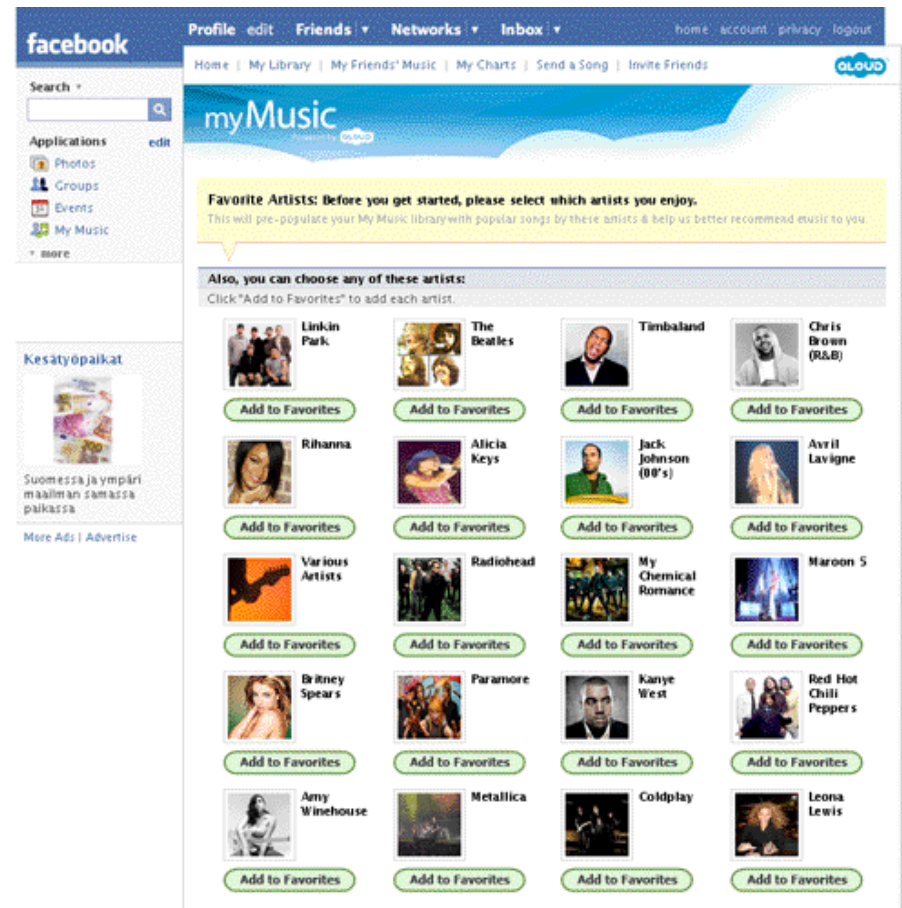 facebook
Profile edit Friends Networks Inbox home account privacy logout
Home | My Library | My Friends' Music | My Charts | Send a Song | Invite Friends
QLOUD
Search
Applications edit
Photos
Groups
31 Events
My Music
more
Kesätyöpaikat
Suomessa ja ympäri
maailman samassa
paikassa
More Ads | Advertise
myMusic
QLOUD
Favorite Artists: Before you get started, please select which artists you enjoy.
This will pre-populate your My Music library with popular songs by these artists & help us better recommend music to you.
Also, you can choose any of these artists:
Click "Add to Favorites" to add each artist.
Linkin
Park
Add to Favorites
The
Beatles
Add to Favorites
Timbaland
Add to Favorites
Chris
Brown
(R&B)
Add to Favorites
Rihanna
Add to Favorites
Alicia
Keys
Add to Favorites
Jack
Johnson
(00's)
Add to Favorites
Avril
Lavigne
Add to Favorites
Various
Artists
Add to Favorites
Radiohead
Add to Favorites
My
Chemical
Romance
Add to Favorites
Maroon 5
Add to Favorites
Britney
Spears
Add to Favorites
Paramore
Add to Favorites
Kanye
West
Add to Favorites
Red Hot
Chili
Peppers
Add to Favorites
Amy
Winehouse
Add to Favorites
Metallica
Add to Favorites
Coldplay
Add to Favorites
Leona
Lewis
Add to Favorites